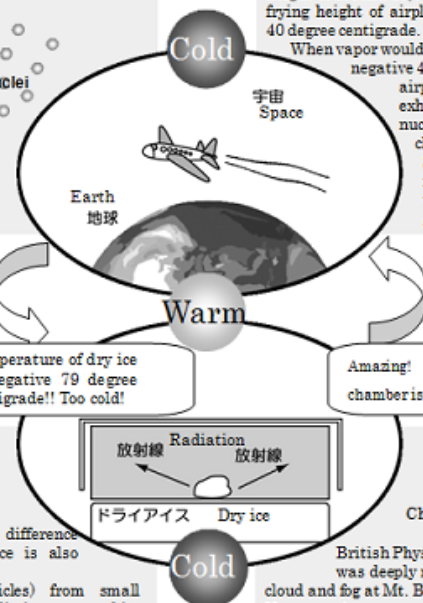 frying height of airpl
40 degree centigrade.
When vapor would
negative 4
airp
exh
nuc
cl
Cold
uclei
宇宙
Space
Earth
地球
Warm
perature of dry ice
egative 79 degree
igrade!! Too cold!
Amazing!
chamber is
Radiation
放射線
放射線
ドライアイス Dry ice
difference
ce is also
icles) from small
Cold
Ch
British Phys
was deeply r
cloud and fog at Mt. B